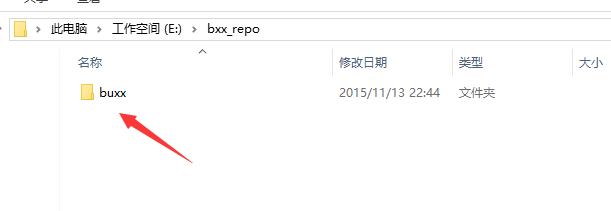 此电脑 › 工作空间 (E:) › bxx_repo
名称 修改日期 类型 大小
buxx 2015/11/13 22:44 文件夹